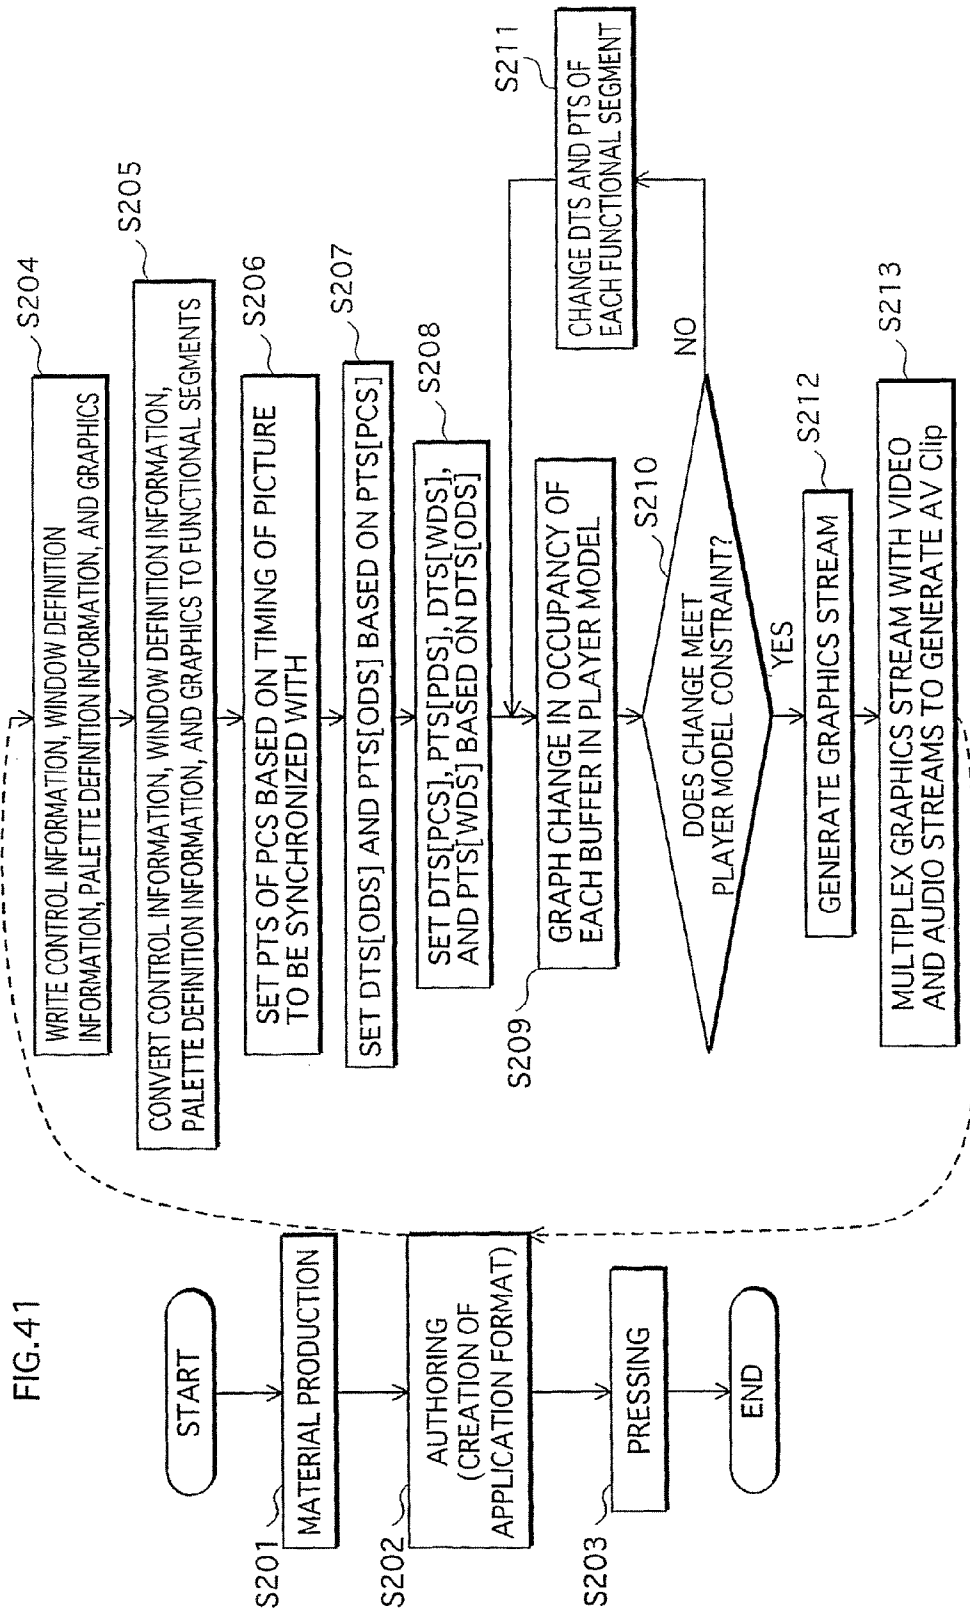 FIG.41
START
S201
MATERIAL PRODUCTION
S202
AUTHORING
(CREATION OF
APPLICATION FORMAT)
S203
PRESSING
END
S204
WRITE CONTROL INFORMATION, WINDOW DEFINITION
INFORMATION, PALETTE DEFINITION INFORMATION, AND GRAPHICS
S205
CONVERT CONTROL INFORMATION, WINDOW DEFINITION INFORMATION,
PALETTE DEFINITION INFORMATION, AND GRAPHICS TO FUNCTIONAL SEGMENTS
S206
SET PTS OF PCS BASED ON TIMING OF PICTURE
TO BE SYNCHRONIZED WITH
S207
SET DTS[ODS] AND PTS[ODS] BASED ON PTS[PCS]
S208
SET DTS[PCS], PTS[PDS], DTS[WDS],
AND PTS[WDS] BASED ON DTS[ODS]
S209
GRAPH CHANGE IN OCCUPANCY OF
EACH BUFFER IN PLAYER MODEL
S210
DOES CHANGE MEET
PLAYER MODEL CONSTRAINT?
NO
YES
S211
CHANGE DTS AND PTS OF
EACH FUNCTIONAL SEGMENT
S212
GENERATE GRAPHICS STREAM
S213
MULTIPLEX GRAPHICS STREAM WITH VIDEO
AND AUDIO STREAMS TO GENERATE AV Clip